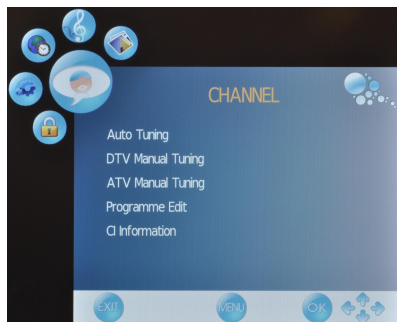 CHANNEL
Auto Tuning
DTV Manual Tuning
ATV Manual Tuning
Programme Edit
CI Information
EXIT
MENU
OK